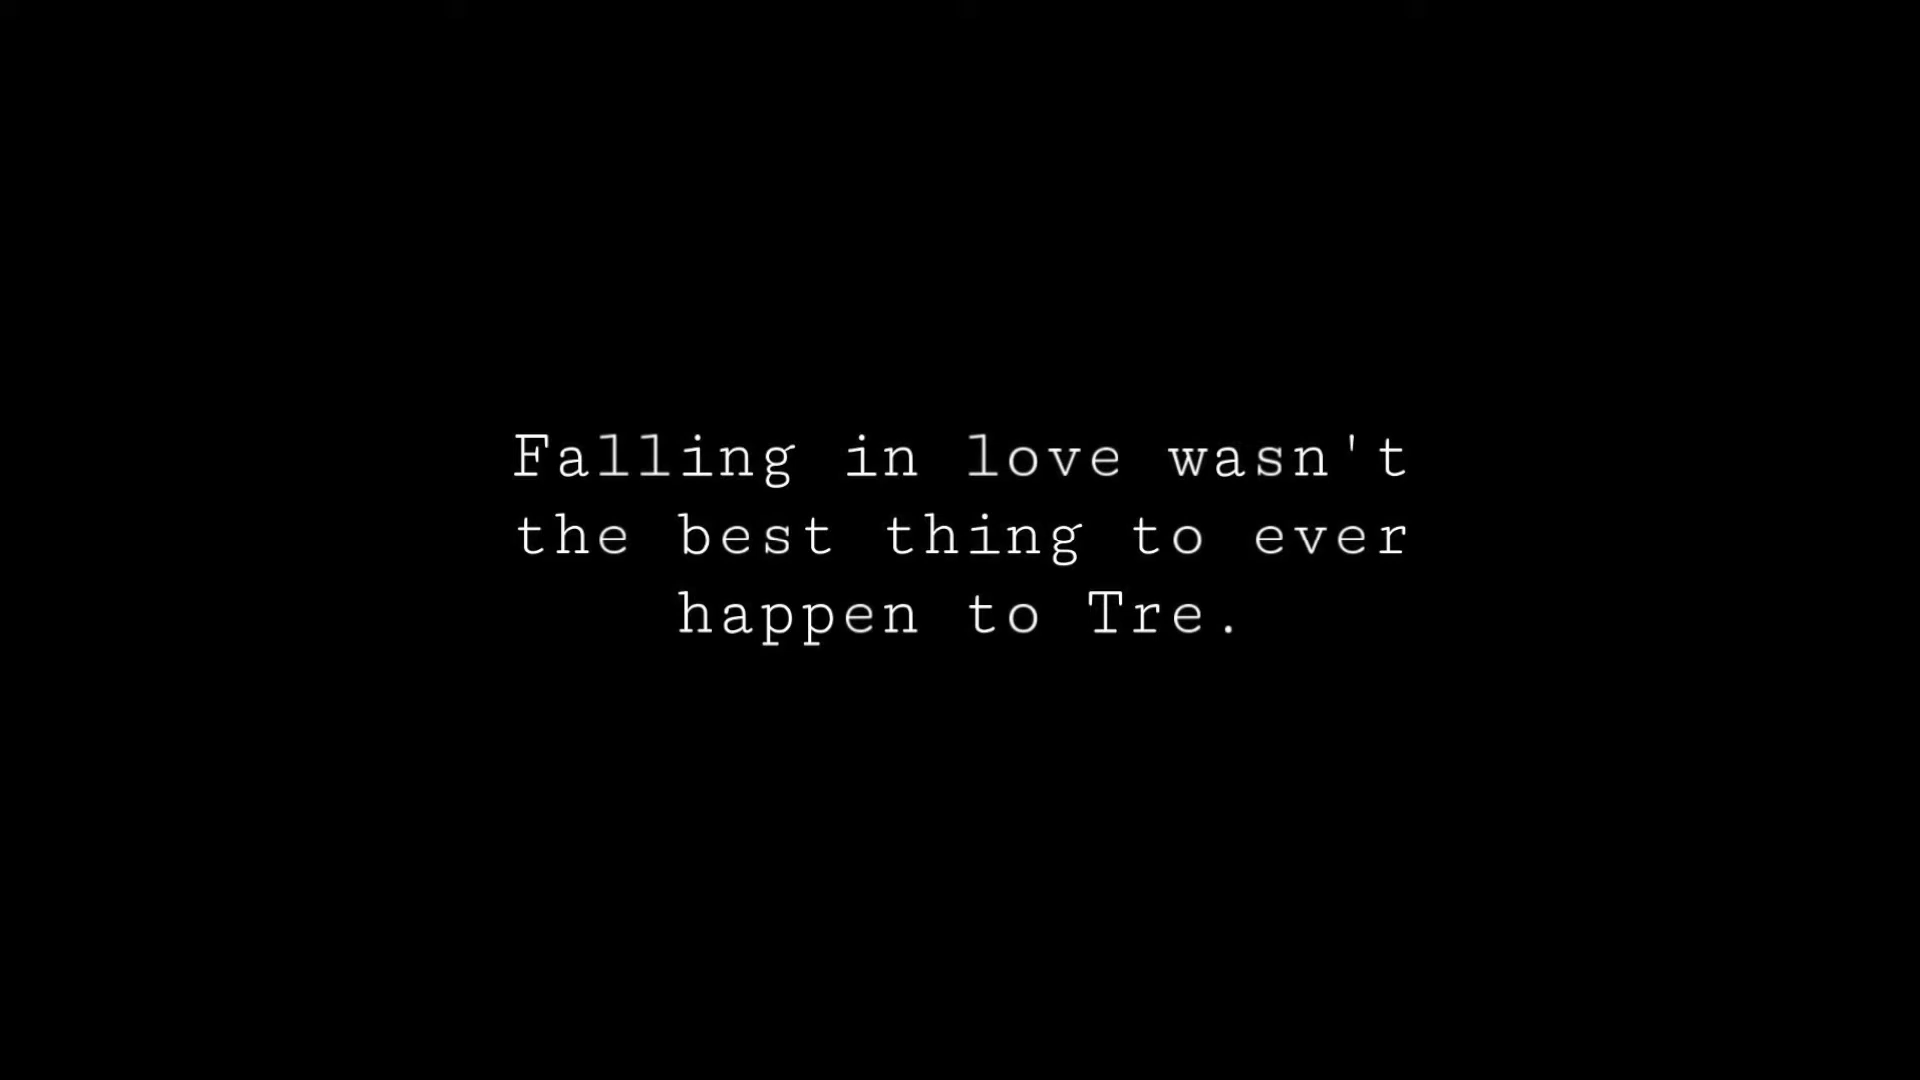 Falling in love wasn't
the best thing to ever
happen to Tre.